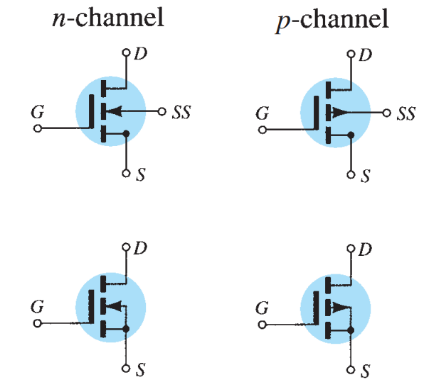 n-channel p-channel
D D
G SS G SS
S S
D D
G G
S S